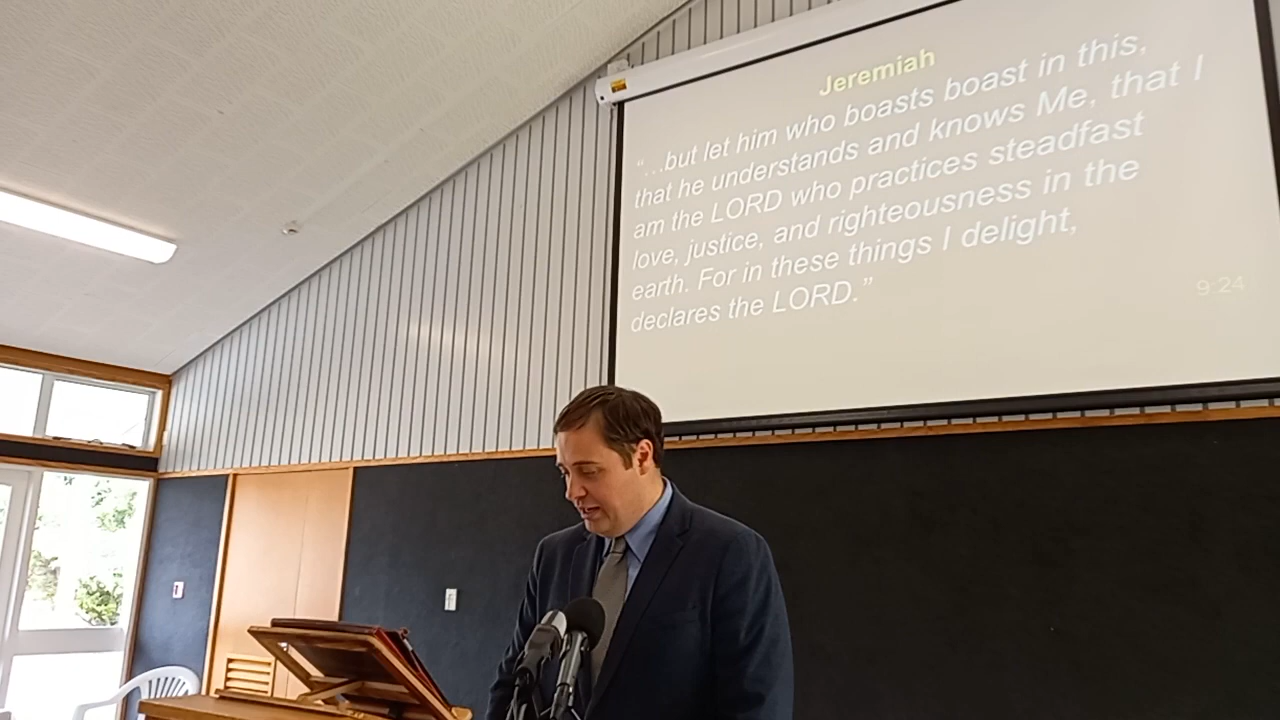 Jeremiah
“…but let him who boasts boast in this,
that he understands and knows Me, that I
am the LORD who practices steadfast
love, justice, and righteousness in the
earth. For in these things I delight,
declares the LORD.”
9:24